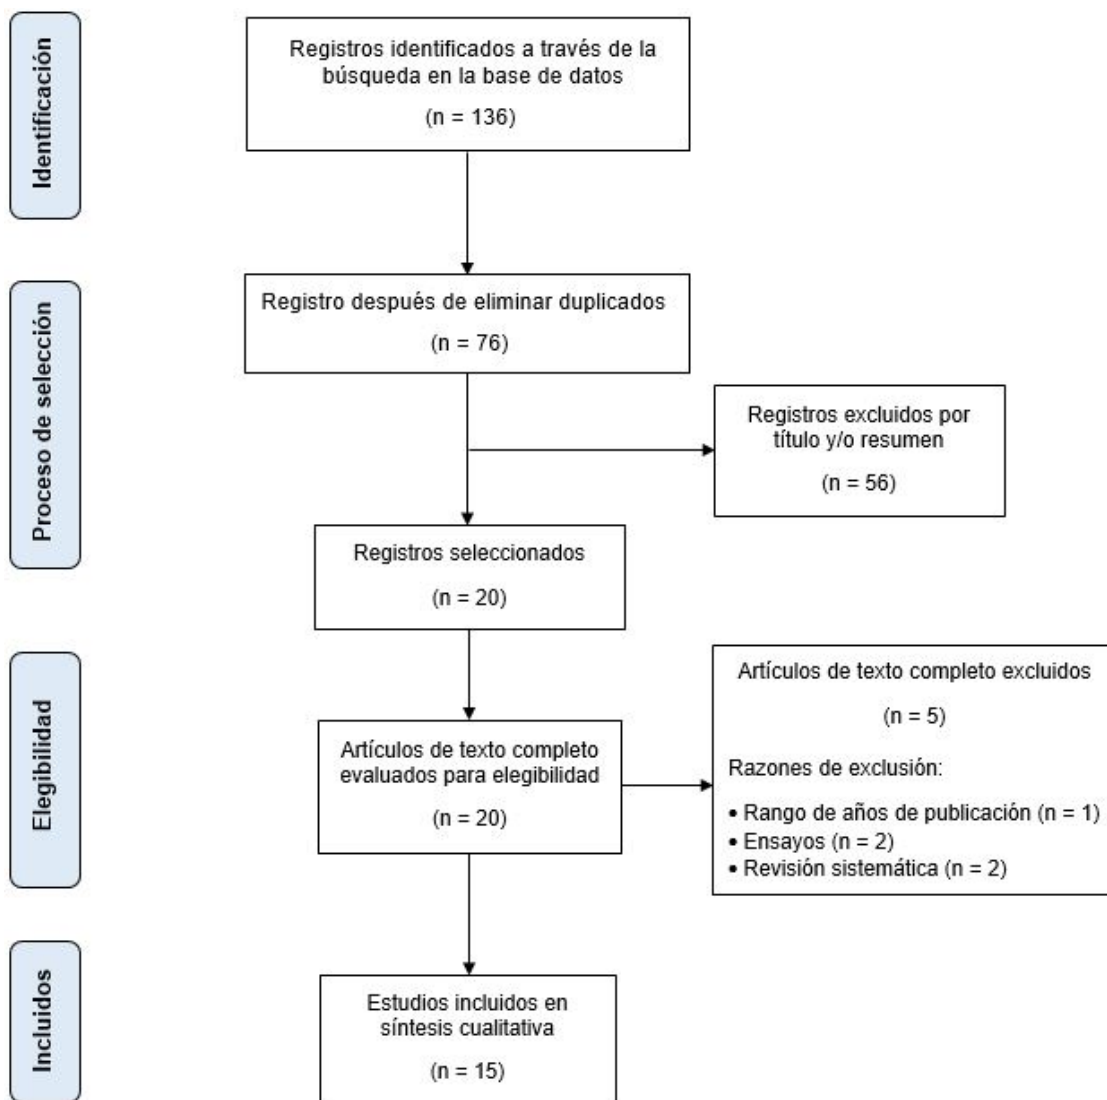 Identificación
Registros identificados a través de la
búsqueda en la base de datos
(n = 136)
Proceso de selección
Registro después de eliminar duplicados
(n = 76)
Registros excluidos por
título y/o resumen
(n = 56)
Registros seleccionados
(n = 20)
Elegibilidad
Artículos de texto completo
evaluados para elegibilidad
(n = 20)
Artículos de texto completo excluidos
(n = 5)
Razones de exclusión:
• Rango de años de publicación (n = 1)
• Ensayos (n = 2)
• Revisión sistemática (n = 2)
Incluidos
Estudios incluidos en
síntesis cualitativa
(n = 15)